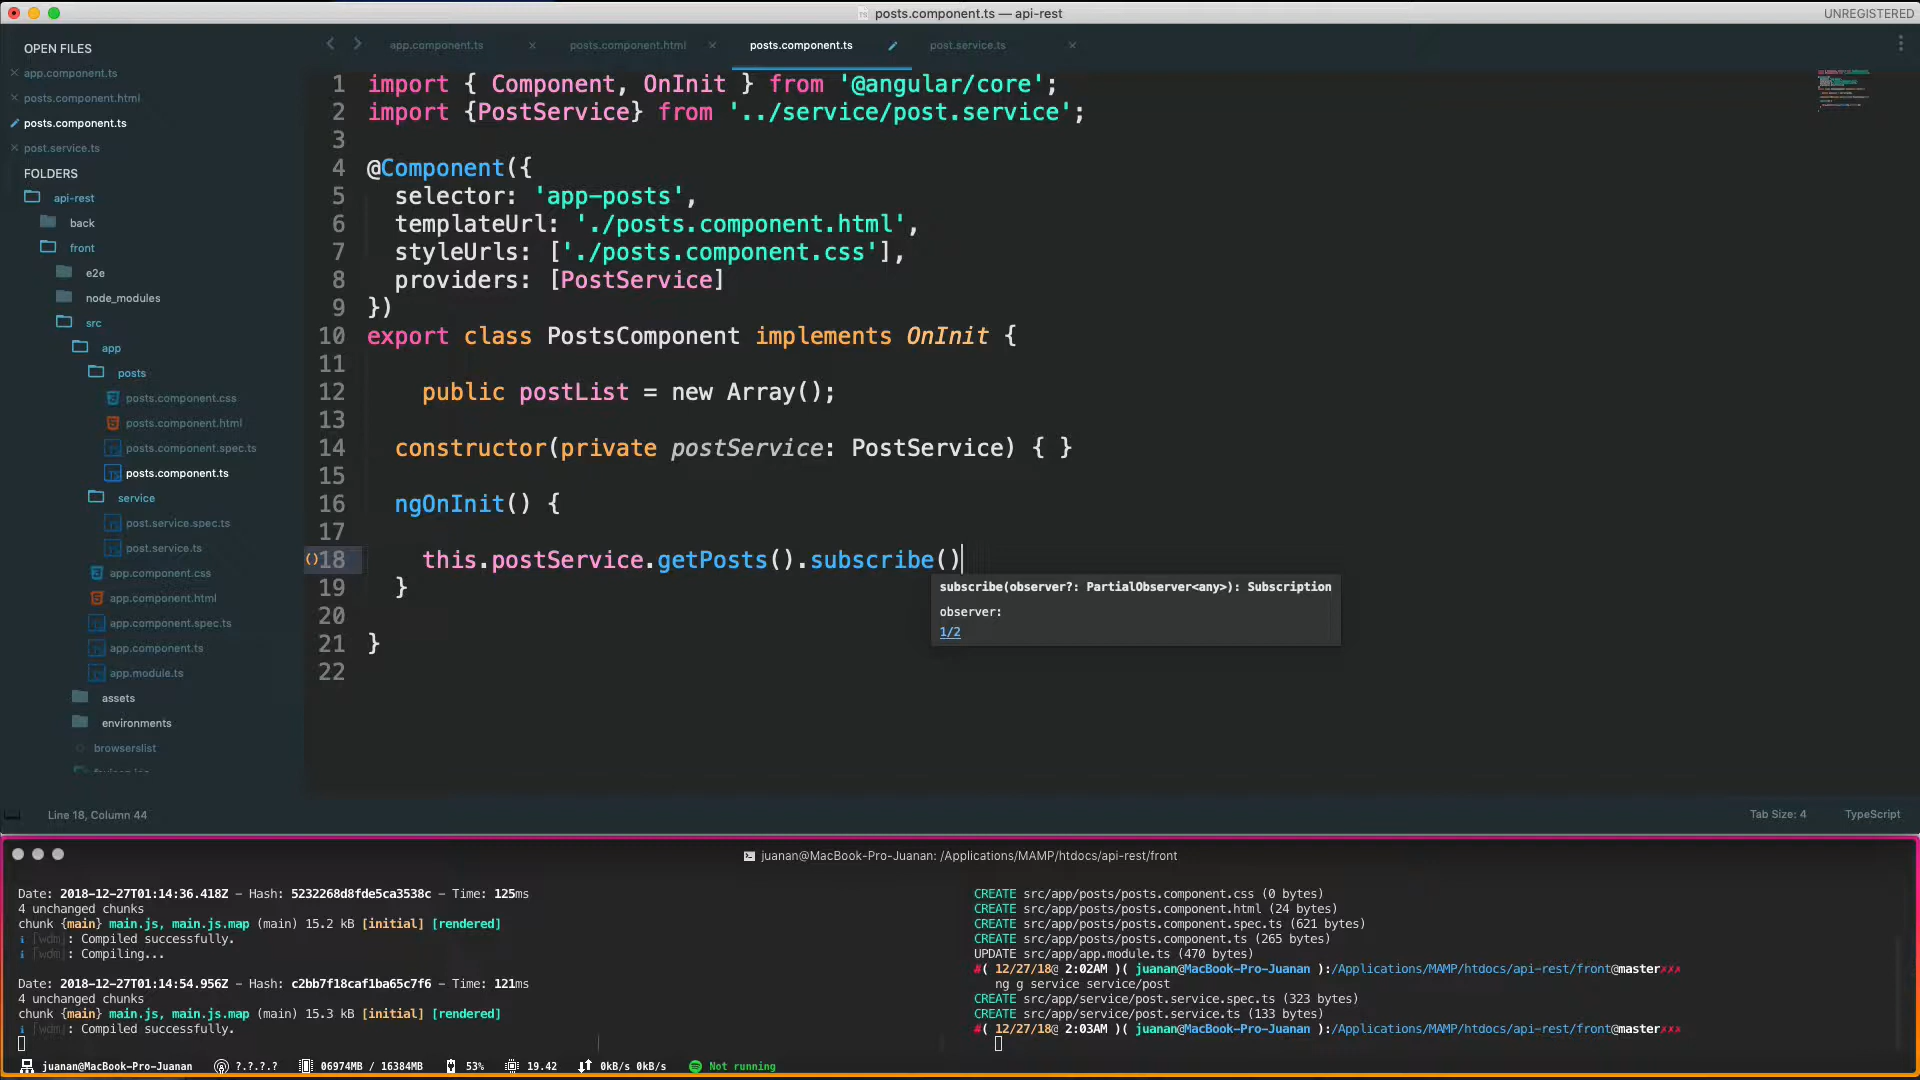 posts.component.ts — api-rest
UNREGISTERED
OPEN FILES
app.component.ts
posts.component.html
posts.component.ts
post.service.ts
FOLDERS
api-rest
back
front
e2e
node_modules
src
app
posts
posts.component.css
posts.component.html
posts.component.spec.ts
posts.component.ts
service
post.service.spec.ts
post.service.ts
app.component.css
app.component.html
app.component.spec.ts
app.component.ts
app.module.ts
assets
environments
browserslist
app.component.ts
posts.component.html
posts.component.ts
post.service.ts
1 import { Component, OnInit } from '@angular/core';
2 import {PostService} from '../service/post.service';
3
4 @Component({
5 selector: 'app-posts',
6 templateUrl: './posts.component.html',
7 styleUrls: ['./posts.component.css'],
8 providers: [PostService]
9 })
10 export class PostsComponent implements OnInit {
11
12 public postList = new Array();
13
14 constructor(private postService: PostService) { }
15
16 ngOnInit() {
17
()18 this.postService.getPosts().subscribe()
19 }
20
21 }
22
subscribe(observer?: PartialObserver<any>): Subscription
observer:
1/2
Line 18, Column 44
Tab Size: 4
TypeScript
juanan@MacBook-Pro-Juanan: /Applications/MAMP/htdocs/api-rest/front
Date: 2018-12-27T01:14:36.418Z - Hash: 5232268d8fde5ca3538c - Time: 125ms
4 unchanged chunks
chunk {main} main.js, main.js.map (main) 15.2 kB [initial] [rendered]
i ｢wdm｣: Compiled successfully.
i ｢wdm｣: Compiling...
Date: 2018-12-27T01:14:54.956Z - Hash: c2bb7f18caf1ba65c7f6 - Time: 121ms
4 unchanged chunks
chunk {main} main.js, main.js.map (main) 15.3 kB [initial] [rendered]
i ｢wdm｣: Compiled successfully.
CREATE src/app/posts/posts.component.css (0 bytes)
CREATE src/app/posts/posts.component.html (24 bytes)
CREATE src/app/posts/posts.component.spec.ts (621 bytes)
CREATE src/app/posts/posts.component.ts (265 bytes)
UPDATE src/app/app.module.ts (470 bytes)
#( 12/27/18@ 2:02AM )( juanan@MacBook-Pro-Juanan ):/Applications/MAMP/htdocs/api-rest/front@master✗✗✗
ng g service service/post
CREATE src/app/service/post.service.spec.ts (323 bytes)
CREATE src/app/service/post.service.ts (133 bytes)
#( 12/27/18@ 2:03AM )( juanan@MacBook-Pro-Juanan ):/Applications/MAMP/htdocs/api-rest/front@master✗✗✗
juanan@MacBook-Pro-Juanan ?.?.?.? 06974MB / 16384MB 53% 19.42 0kB/s 0kB/s Not running